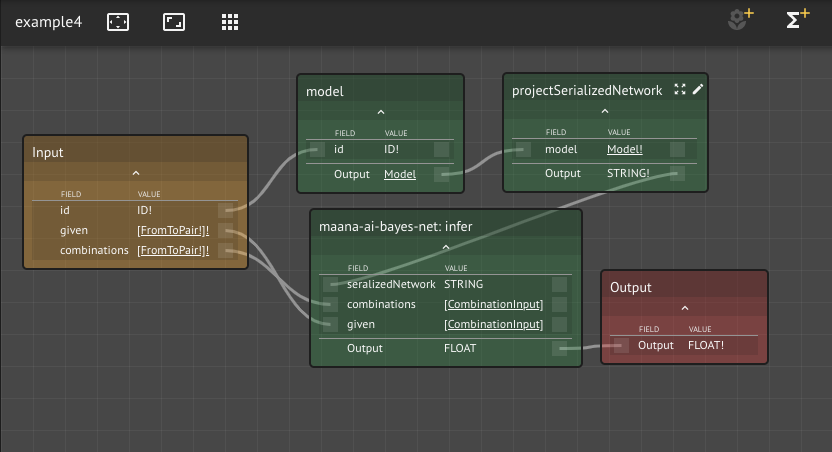 example4
model
FIELD VALUE
id ID!
Output Model
projectSerializedNetwork
FIELD VALUE
model Model!
Output STRING!
Input
FIELD VALUE
id ID!
given [FromToPair!]!
combinations [FromToPair!]!
maana-ai-bayes-net: infer
FIELD VALUE
seralizedNetwork STRING
combinations [CombinationInput]
given [CombinationInput]
Output FLOAT
Output
FIELD VALUE
Output FLOAT!